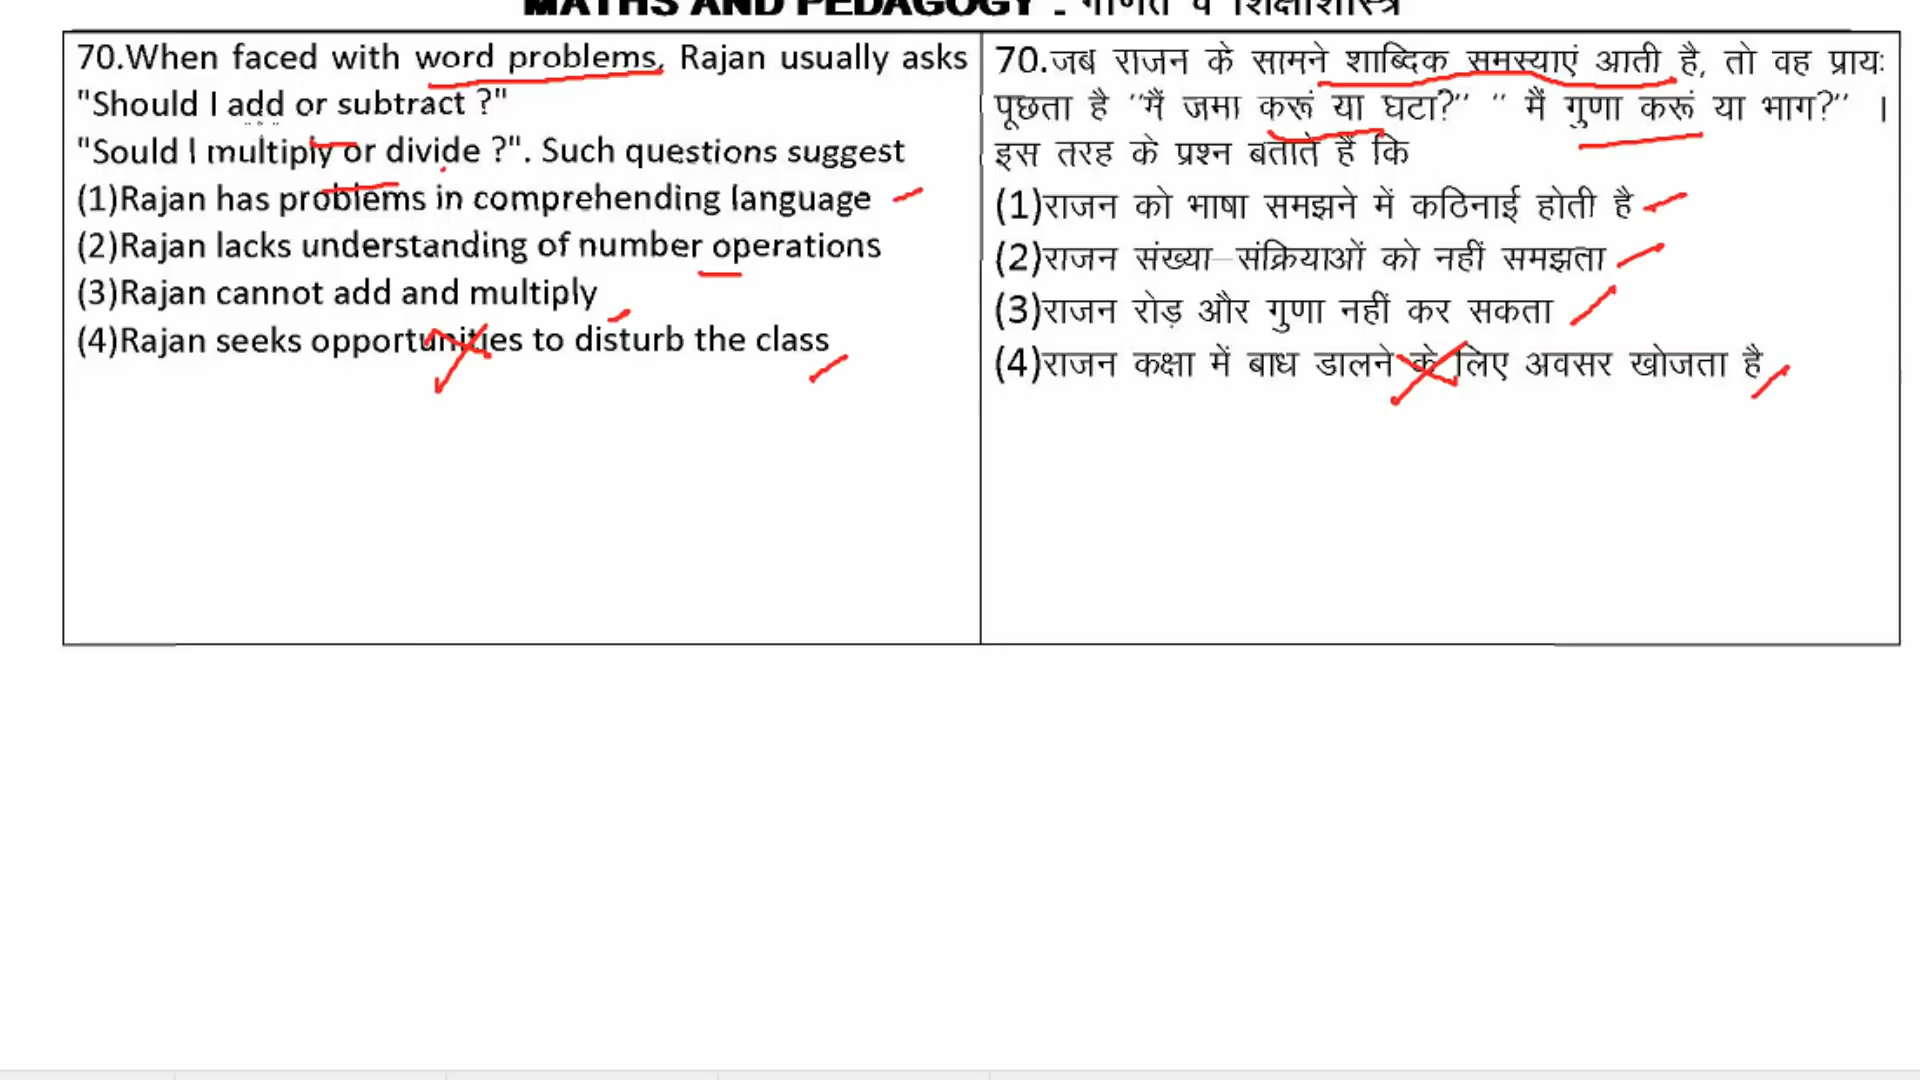 MATHS AND PEDAGOGY - गणित व शिक्षाशास्त्र
70.When faced with word problems, Rajan usually asks
"Should I add or subtract ?"
"Sould I multiply or divide ?". Such questions suggest
(1)Rajan has problems in comprehending language
(2)Rajan lacks understanding of number operations
(3)Rajan cannot add and multiply
(4)Rajan seeks opportunities to disturb the class
70.जब राजन के सामने शाब्दिक समस्याएं आती है, तो वह प्रायः
पूछता है ''मैं जमा करूं या घटा?'' '' मैं गुणा करूं या भाग?'' ।
इस तरह के प्रश्न बताते हैं कि
(1)राजन को भाषा समझने में कठिनाई होती है
(2)राजन संख्या–संक्रियाओं को नहीं समझता
(3)राजन रोड़ और गुणा नहीं कर सकता
(4)राजन कक्षा में बाध डालने के लिए अवसर खोजता है